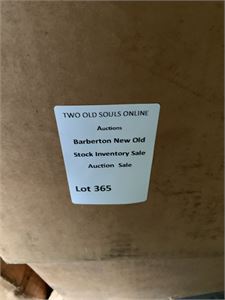 TWO OLD SOULS ONLINE
Auctions
Barberton New Old
Stock Inventory Sale
Auction Sale
Lot 365